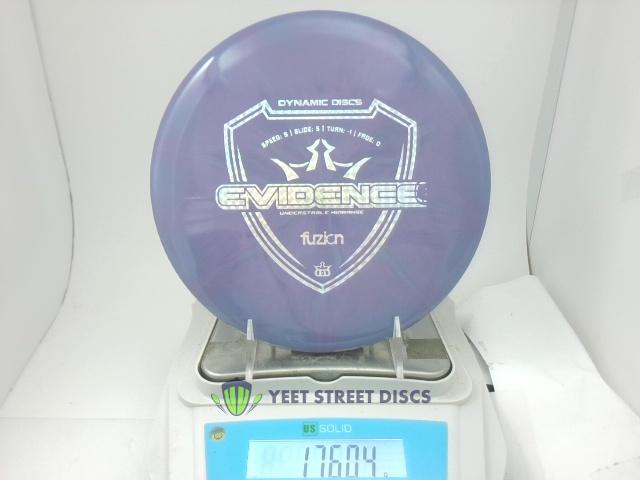 DYNAMIC DISCS
SPEED: 5 | GLIDE: 5 | TURN: -1 | FADE: 0
EVIDENCE
UNDERSTABLE MIDRANGE
fuzion
YEET STREET DISCS
US SOLID
176.04 g